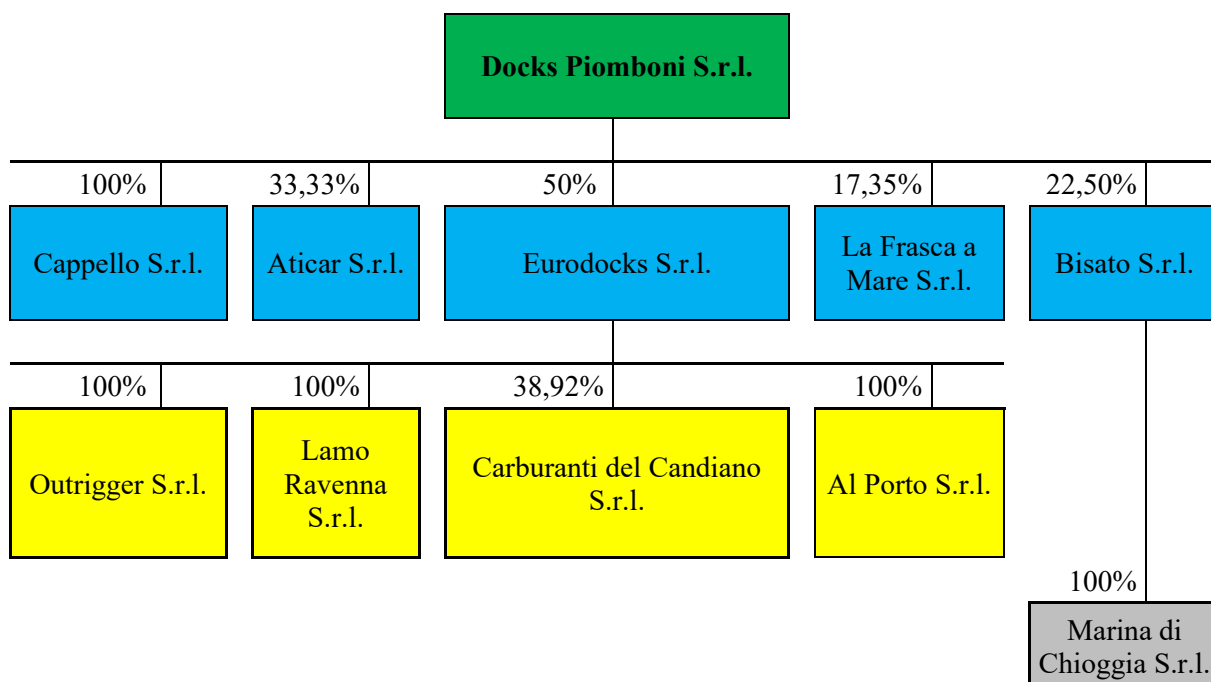 Docks Piomboni S.r.l.
100%
33,33%
50%
17,35%
22,50%
Cappello S.r.l.
Aticar S.r.l.
Eurodocks S.r.l.
La Frasca a
Mare S.r.l.
Bisato S.r.l.
100%
100%
38,92%
100%
Outrigger S.r.l.
Lamo
Ravenna
S.r.l.
Carburanti del Candiano
S.r.l.
Al Porto S.r.l.
100%
Marina di
Chioggia S.r.l.